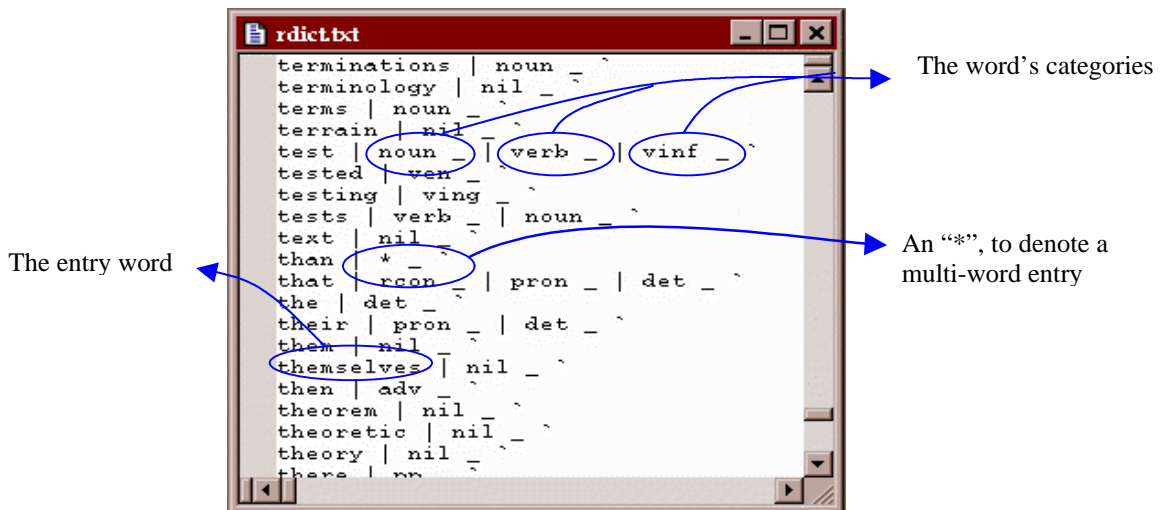 rdict.txt
terminations | noun _ `
terminology | nil _ `
terms | noun _ `
terrain | nil _ `
test | noun _ | verb _ | vinf _ `
tested | ven _ `
testing | ving _ `
tests | verb _ | noun _ `
text | nil _ `
than | * _ `
that | rcon _ | pron _ | det _ `
the | det _ `
their | pron _ | det _ `
them | nil _ `
themselves | nil _ `
then | adv _ `
theorem | nil _ `
theoretic | nil _ `
theory | nil _ `
there |
The word’s categories
An “*”, to denote a
multi-word entry
The entry word